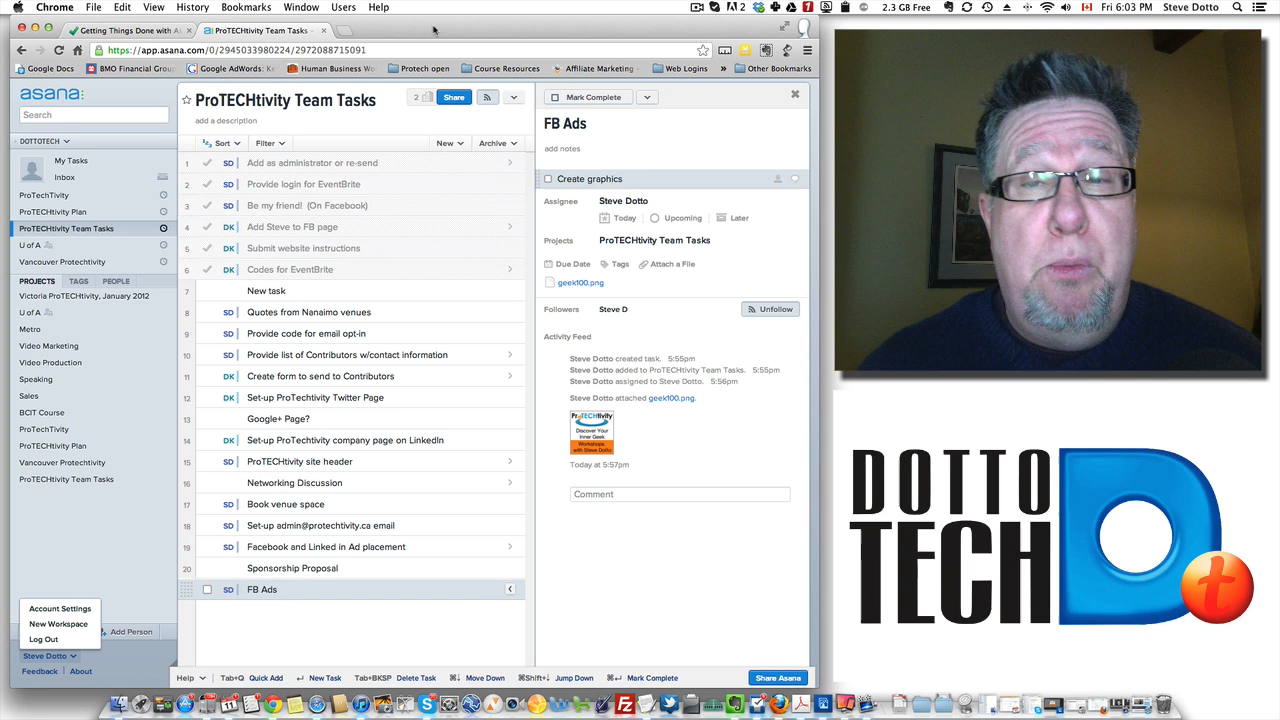 Chrome File Edit View History Bookmarks Window Users Help 2.3 GB Free Fri 6:03 PM Steve Dotto
Getting Things Done with As
ProTECHtivity Team Tasks -
https://app.asana.com/0/2945033980224/2972088715091
Google Docs BMO Financial Group Google AdWords: Ke Human Business Wo Protech open Course Resources Affiliate Marketing Web Logins » Other Bookmarks
asana:
Search
DOTTOTECH
My Tasks
Inbox
ProTechTivity
ProTECHtivity Plan
ProTECHtivity Team Tasks
U of A
Vancouver Protechtivity
PROJECTS TAGS PEOPLE
Victoria ProTECHtivity, January 2012
U of A
Metro
Video Marketing
Video Production
Speaking
Sales
BCIT Course
ProTechTivity
ProTECHtivity Plan
Vancouver Protechtivity
ProTECHtivity Team Tasks
Account Settings
New Workspace
Log Out
Add Person
Steve Dotto
Feedback About
ProTECHtivity Team Tasks
2 Share
add a description
Sort Filter New Archive
1 SD Add as administrator or re-send
2 SD Provide login for EventBrite
3 SD Be my friend! (On Facebook)
4 DK Add Steve to FB page
5 DK Submit website instructions
6 DK Codes for EventBrite
7 New task
8 SD Quotes from Nanaimo venues
9 SD Provide code for email opt-in
10 SD Provide list of Contributors w/contact information
11 DK Create form to send to Contributors
12 DK Set-up ProTechtivity Twitter Page
13 Google+ Page?
14 DK Set-up ProTechtivity company page on LinkedIn
15 SD ProTECHtivity site header
16 Networking Discussion
17 SD Book venue space
18 SD Set-up admin@protechtivity.ca email
19 SD Facebook and Linked in Ad placement
20 Sponsorship Proposal
SD FB Ads
Mark Complete
FB Ads
add notes
Create graphics
Assignee Steve Dotto
Today Upcoming Later
Projects ProTECHtivity Team Tasks
Due Date Tags Attach a File
geek100.png
Followers Steve D Unfollow
Activity Feed
Steve Dotto created task. 5:55pm
Steve Dotto added to ProTECHtivity Team Tasks. 5:55pm
Steve Dotto assigned to Steve Dotto. 5:56pm
Steve Dotto attached geek100.png.
ProTECHtivity
Discover Your
Inner Geek
Workshops
with Steve Dotto
Today at 5:57pm
Comment
Help Tab+Q Quick Add New Task Tab+BKSP Delete Task Move Down ⌘Shift+↓ Jump Down Mark Complete Share Asana
DOTTO
TECH
t